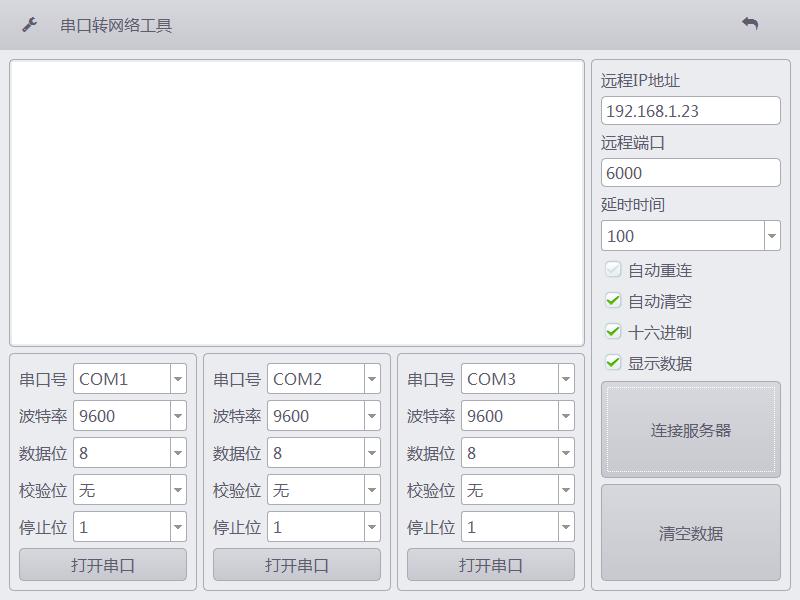 串口转网络工具
远程IP地址
192.168.1.23
远程端口
6000
延时时间
100
自动重连
自动清空
十六进制
显示数据
连接服务器
清空数据
串口号 COM1
波特率 9600
数据位 8
校验位 无
停止位 1
打开串口
串口号 COM2
波特率 9600
数据位 8
校验位 无
停止位 1
打开串口
串口号 COM3
波特率 9600
数据位 8
校验位 无
停止位 1
打开串口